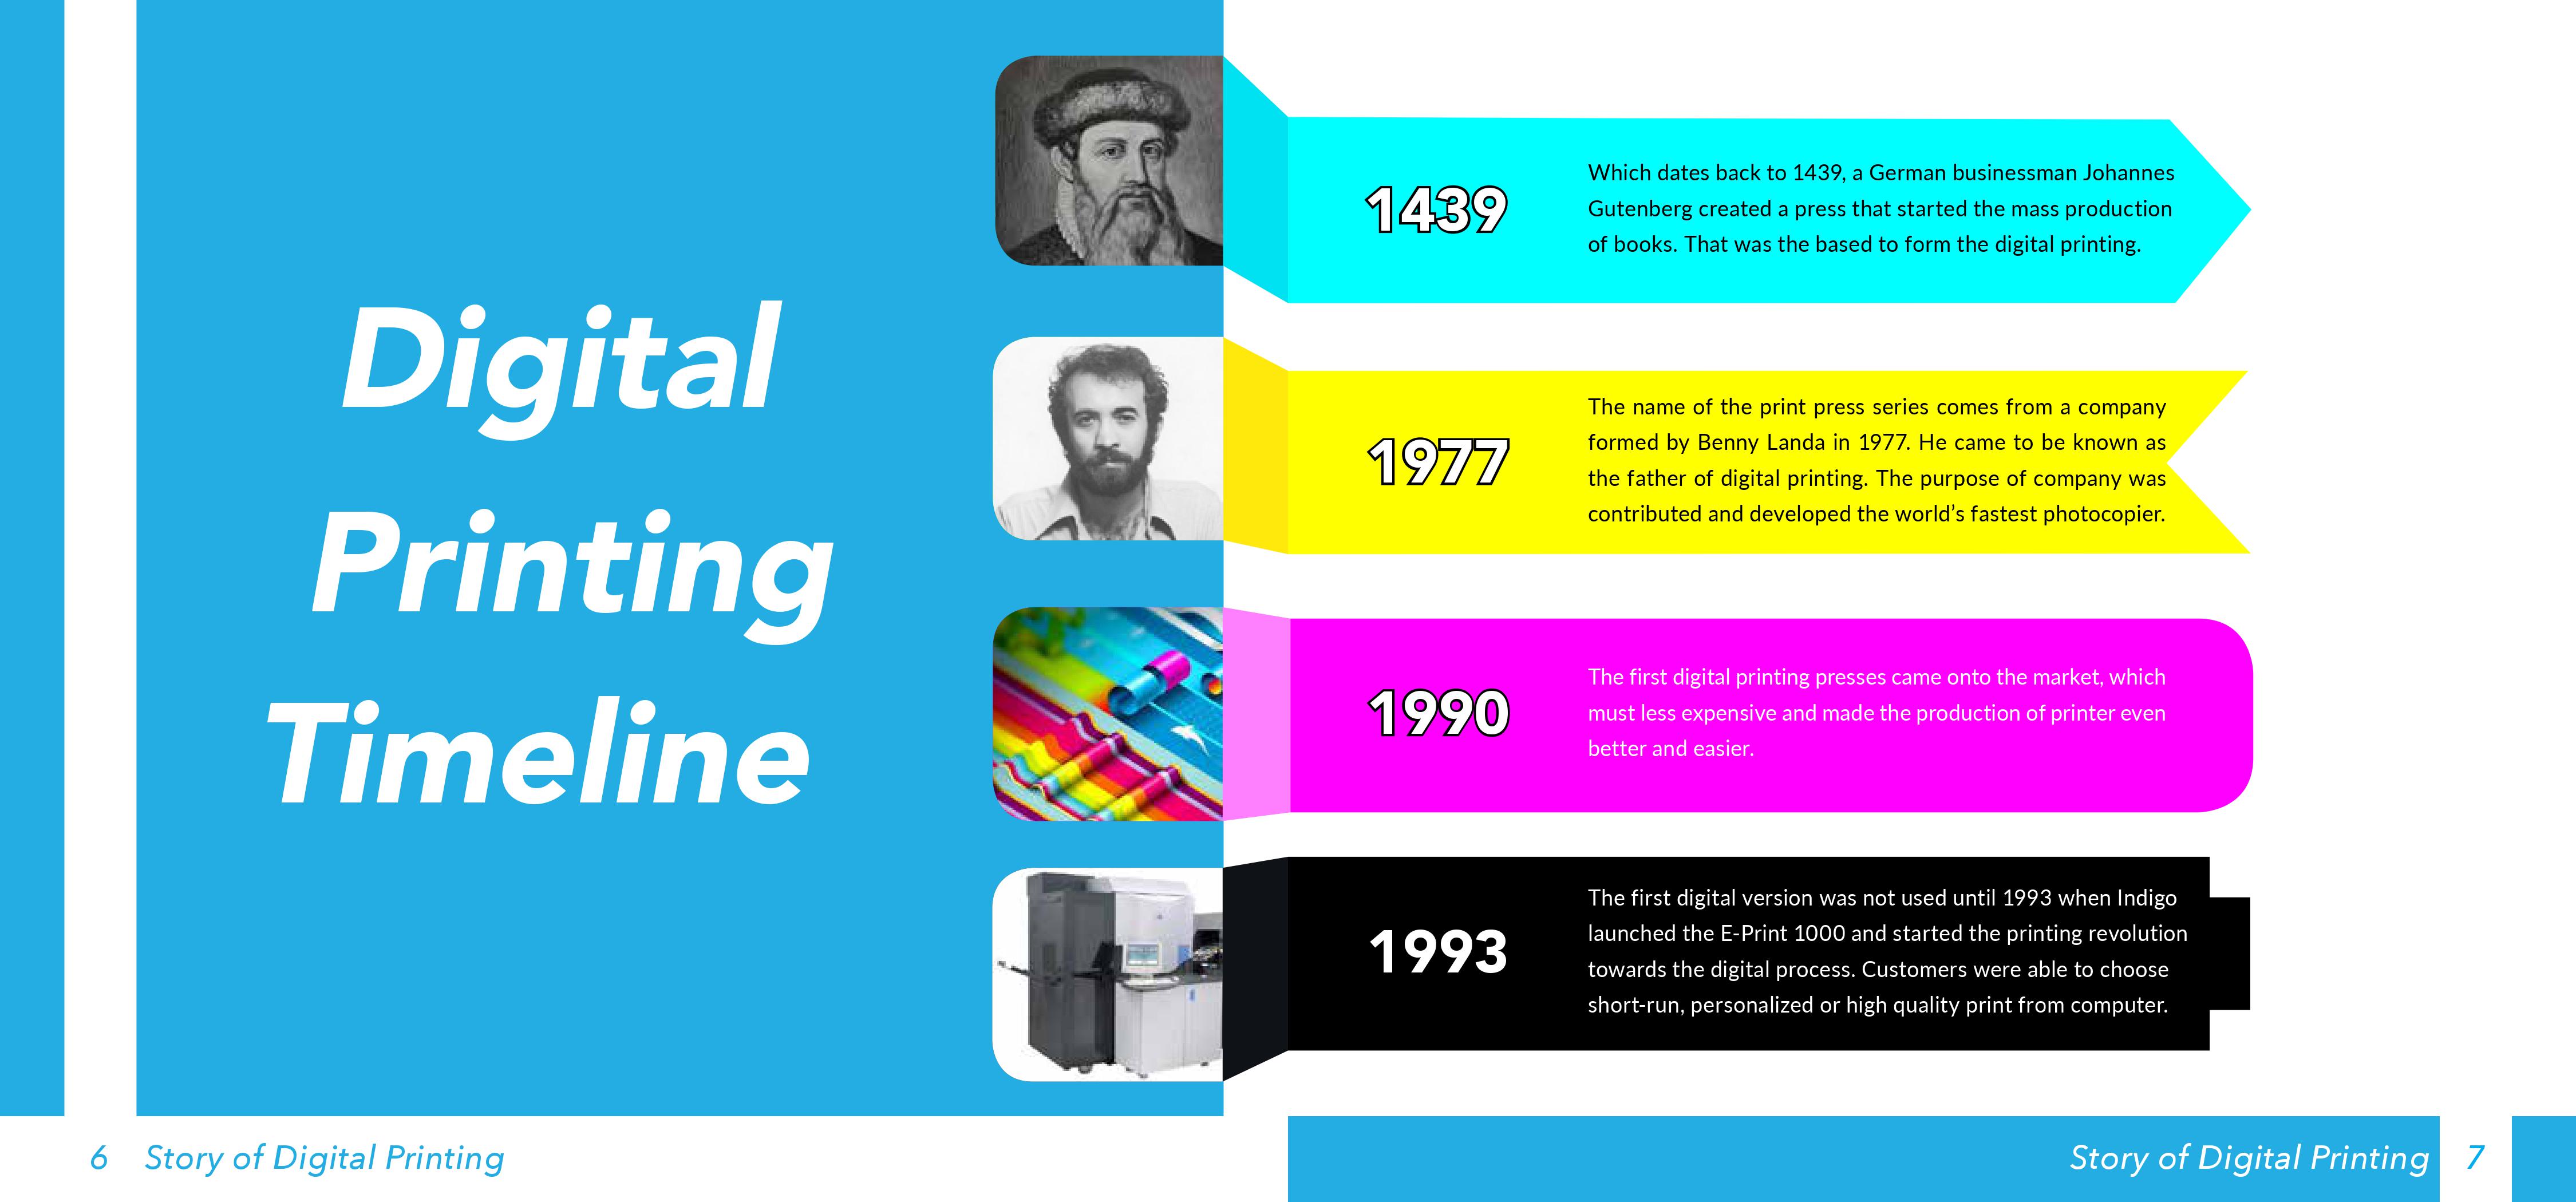 Digital
Printing
Timeline
1439
Which dates back to 1439, a German businessman Johannes
Gutenberg created a press that started the mass production
of books. That was the based to form the digital printing.
1977
The name of the print press series comes from a company
formed by Benny Landa in 1977. He came to be known as
the father of digital printing. The purpose of company was
contributed and developed the world’s fastest photocopier.
1990
The first digital printing presses came onto the market, which
must less expensive and made the production of printer even
better and easier.
1993
The first digital version was not used until 1993 when Indigo
launched the E-Print 1000 and started the printing revolution
towards the digital process. Customers were able to choose
short-run, personalized or high quality print from computer.
6 Story of Digital Printing
Story of Digital Printing 7